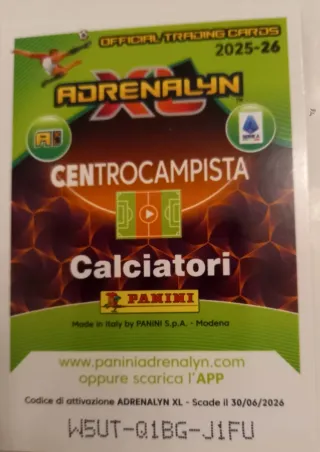 OFFICIAL TRADING CARDS
2025-26
ADRENALYN
XL
TM
CENTROCAMPISTA
Calciatori
PANINI
Made in Italy by PANINI S.p.A. - Modena
www.paniniadrenalyn.com
oppure scarica l'APP
Codice di attivazione ADRENALYN XL - Scade il 30/06/2026
W5UT-Q1BG-J1FU